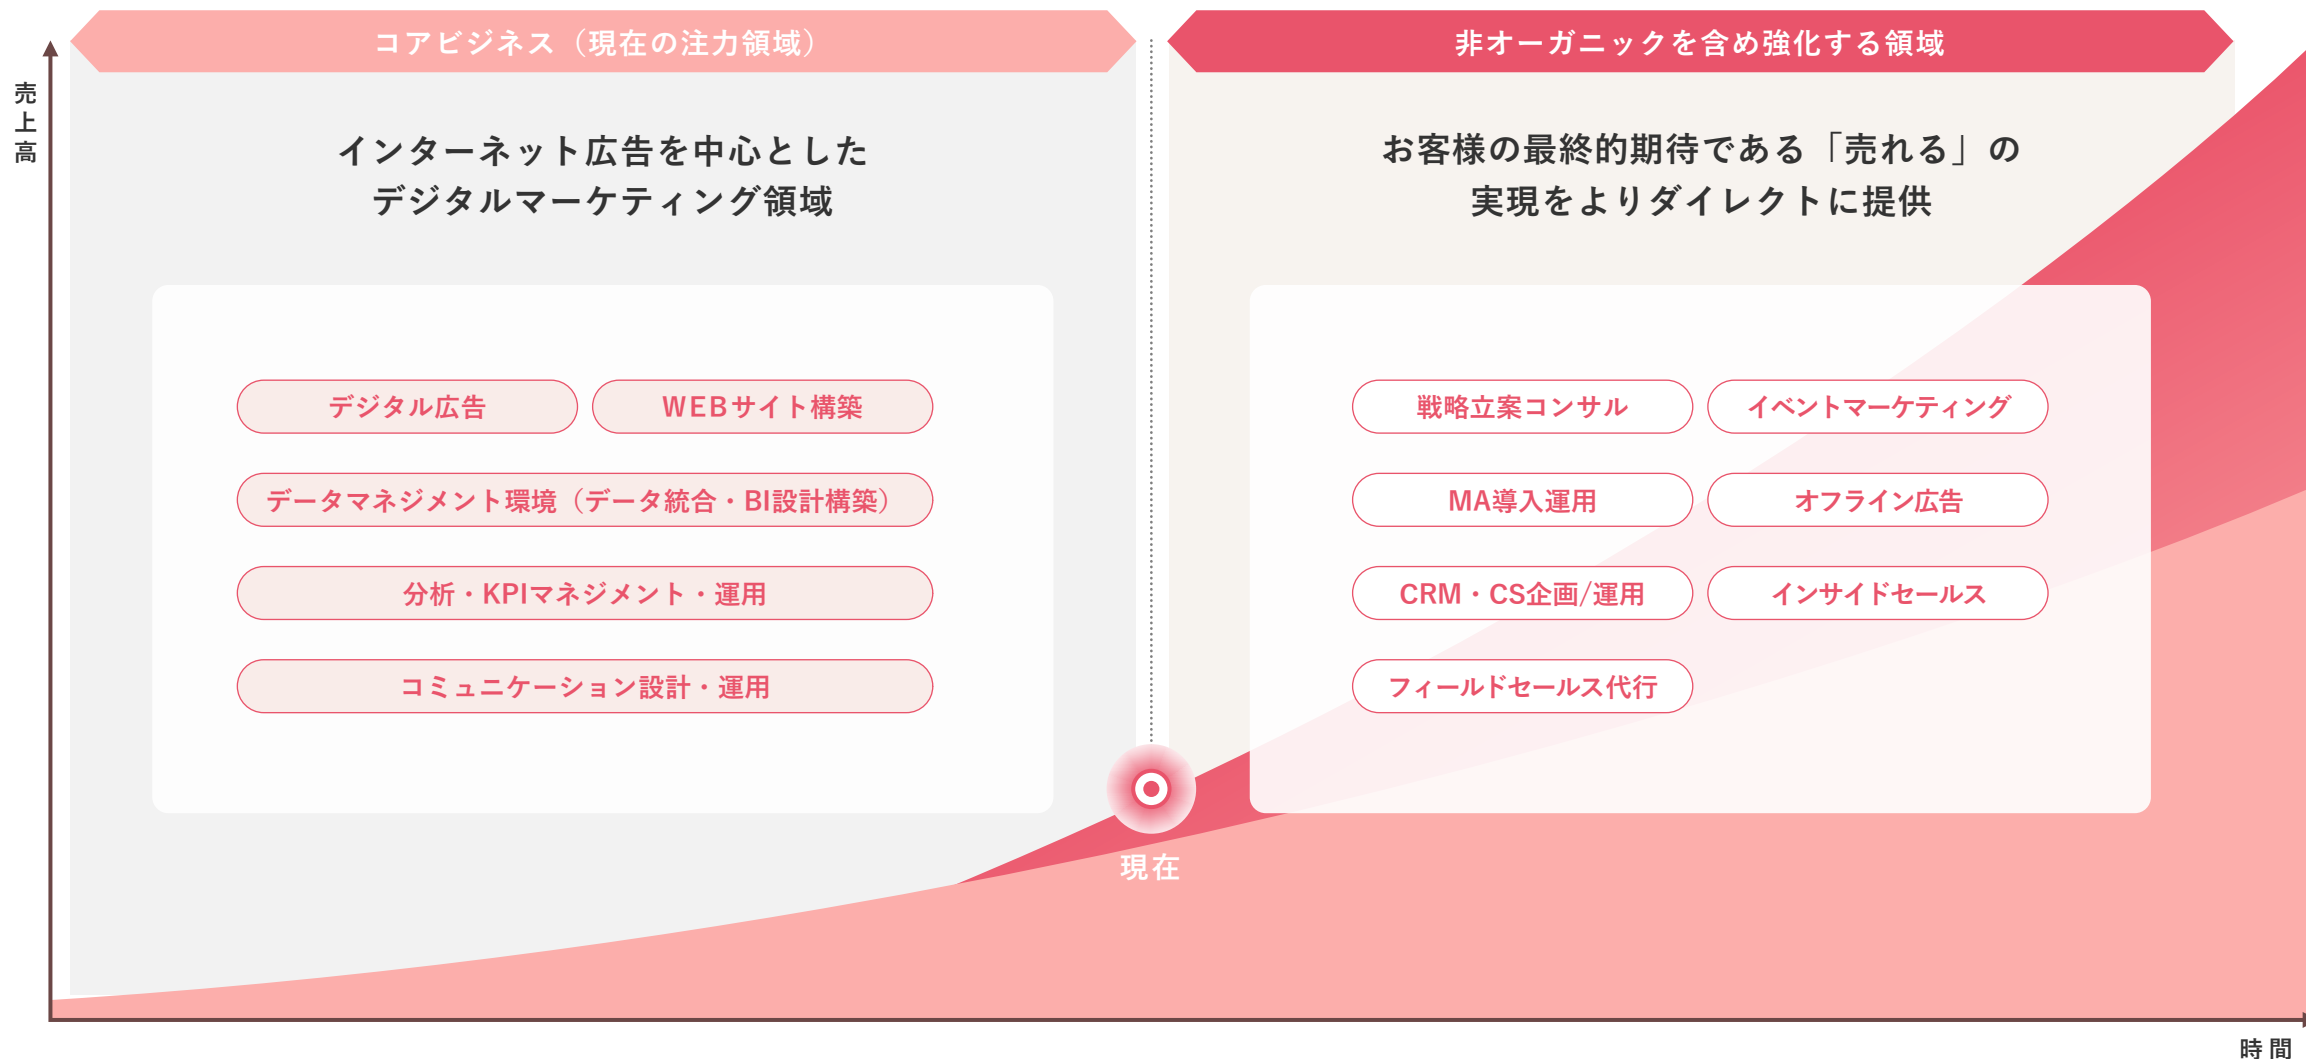 コアビジネス（現在の注力領域）
非オーガニックを含め強化する領域
売上高
インターネット広告を中心とした
デジタルマーケティング領域
お客様の最終的期待である「売れる」の
実現をよりダイレクトに提供
デジタル広告
WEBサイト構築
データマネジメント環境（データ統合・BI設計構築）
分析・KPIマネジメント・運用
コミュニケーション設計・運用
戦略立案コンサル
イベントマーケティング
MA導入運用
オフライン広告
CRM・CS企画/運用
インサイドセールス
フィールドセールス代行
現在
時間